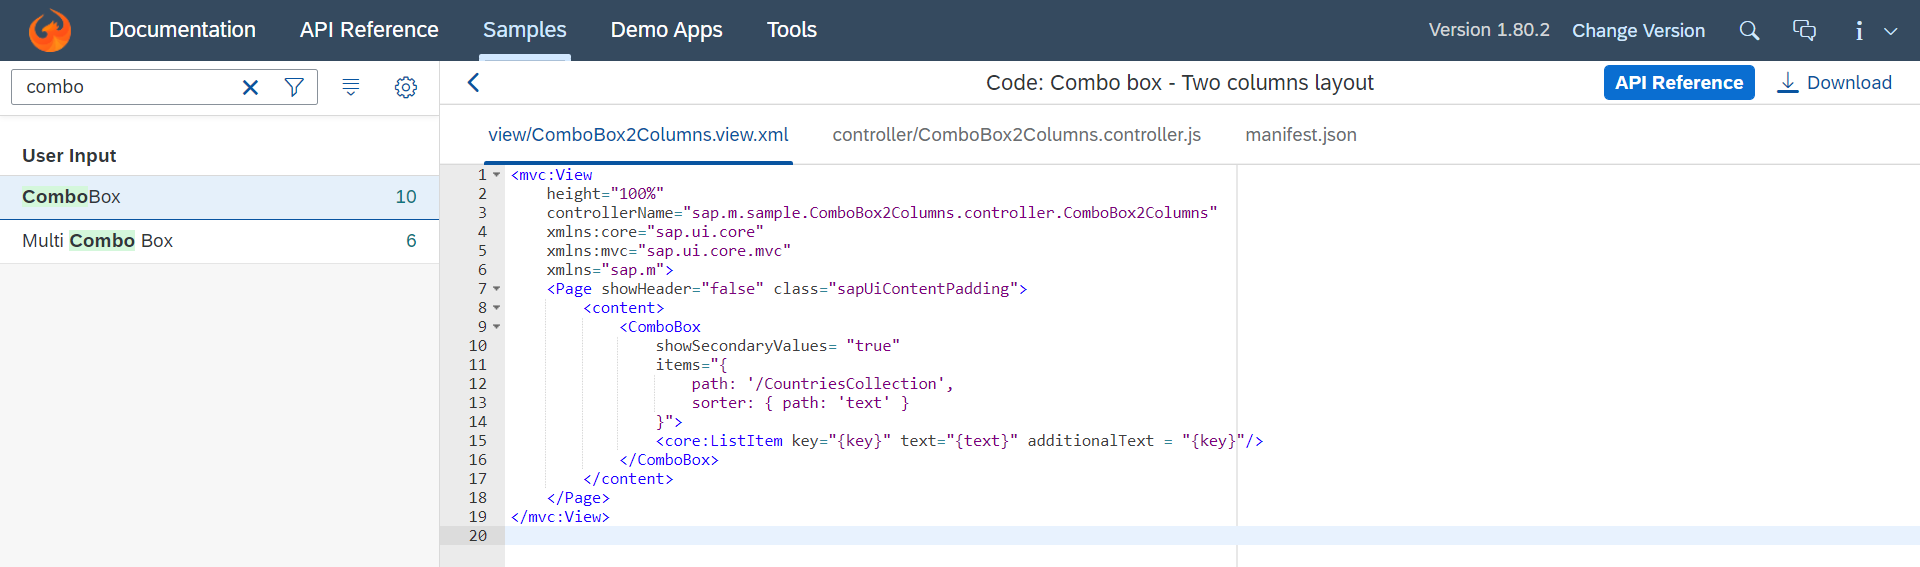 Documentation API Reference Samples Demo Apps Tools Version 1.80.2 Change Version
combo
User Input
ComboBox 10
Multi Combo Box 6
Code: Combo box - Two columns layout API Reference Download
view/ComboBox2Columns.view.xml controller/ComboBox2Columns.controller.js manifest.json
1 <mvc:View
2 height="100%"
3 controllerName="sap.m.sample.ComboBox2Columns.controller.ComboBox2Columns"
4 xmlns:core="sap.ui.core"
5 xmlns:mvc="sap.ui.core.mvc"
6 xmlns="sap.m">
7 <Page showHeader="false" class="sapUiContentPadding">
8 <content>
9 <ComboBox
10 showSecondaryValues= "true"
11 items="{
12 path: '/CountriesCollection',
13 sorter: { path: 'text' }
14 }">
15 <core:ListItem key="{key}" text="{text}" additionalText = "{key}"/>
16 </ComboBox>
17 </content>
18 </Page>
19 </mvc:View>
20